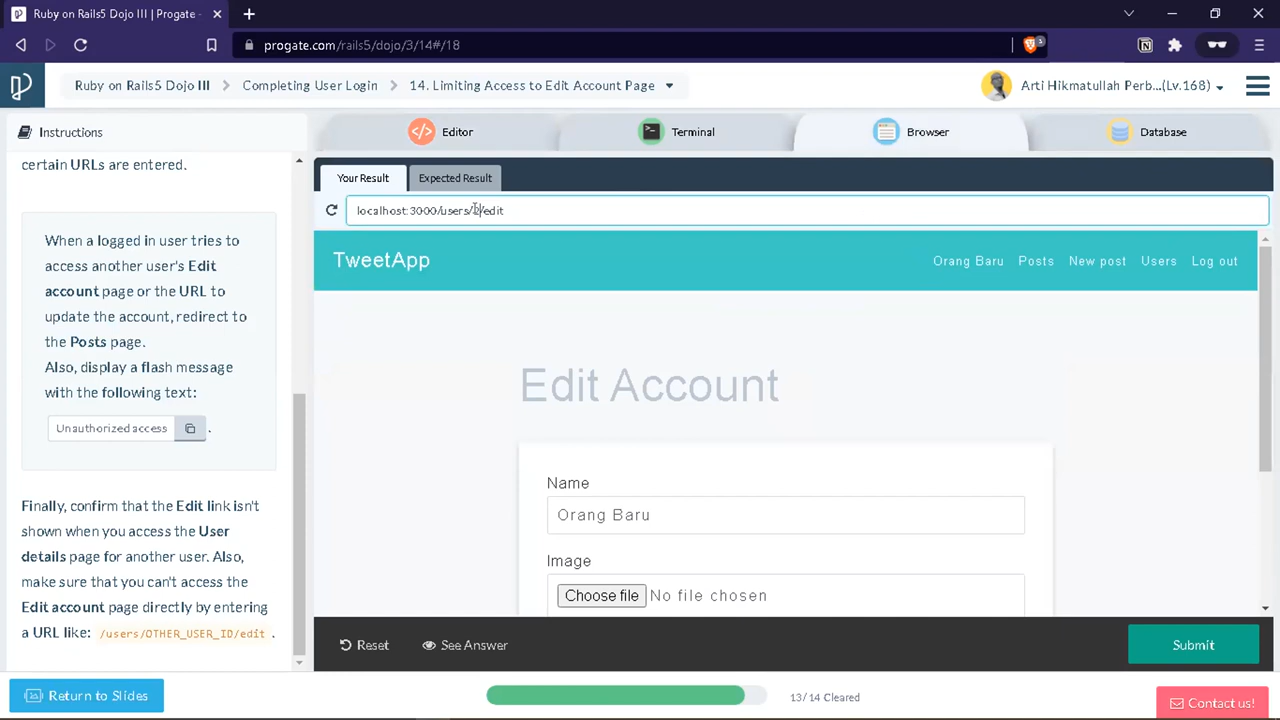 Ruby on Rails5 Dojo III | Progate -
progate.com/rails5/dojo/3/14#/18
Ruby on Rails5 Dojo III
Completing User Login
14. Limiting Access to Edit Account Page
Arti Hikmatullah Perb...(Lv.168)
Instructions
Editor
Terminal
Browser
Database
certain URLs are entered.
When a logged in user tries to
access another user's Edit
account page or the URL to
update the account, redirect to
the Posts page.
Also, display a flash message
with the following text:
Unauthorized access
.
Finally, confirm that the Edit link isn't
shown when you access the User
details page for another user. Also,
make sure that you can't access the
Edit account page directly by entering
a URL like: /users/OTHER_USER_ID/edit .
Your Result
Expected Result
localhost:3000/users/2/edit
TweetApp
Orang Baru
Posts
New post
Users
Log out
Edit Account
Name
Orang Baru
Image
Choose file
No file chosen
Reset
See Answer
Submit
Return to Slides
13/14 Cleared
Contact us!